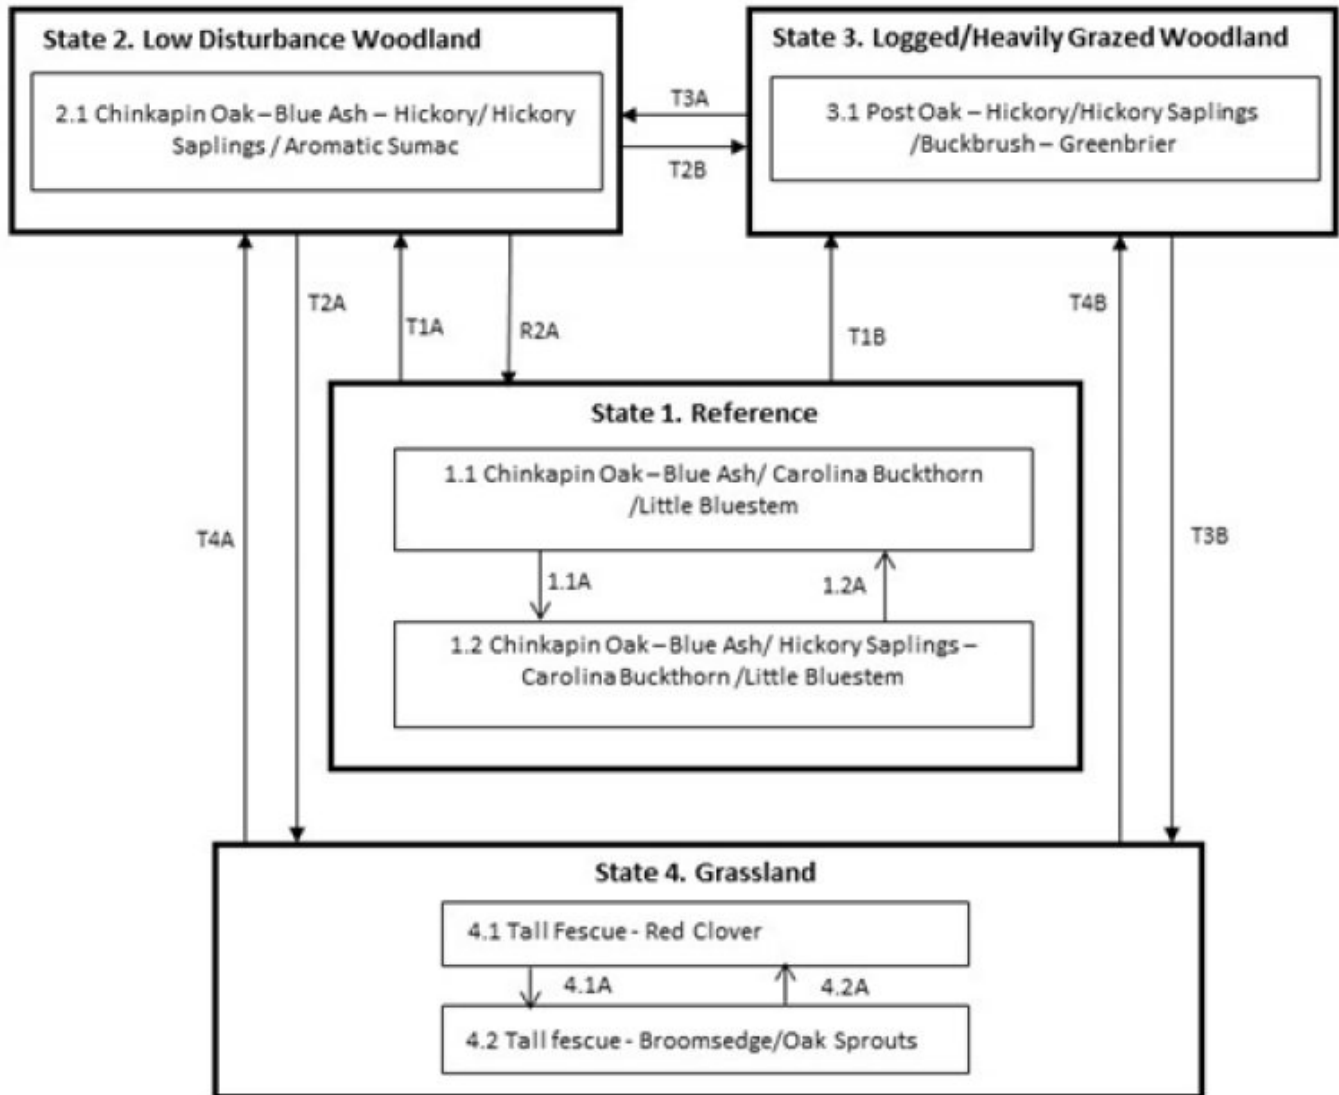 State 2. Low Disturbance Woodland
2.1 Chinkapin Oak – Blue Ash – Hickory/ Hickory
Saplings / Aromatic Sumac
T3A
T2B
State 3. Logged/Heavily Grazed Woodland
3.1 Post Oak – Hickory/Hickory Saplings
/Buckbrush – Greenbrier
T2A
T1A
R2A
T1B
T4B
State 1. Reference
1.1 Chinkapin Oak – Blue Ash/ Carolina Buckthorn
/Little Bluestem
T4A
1.1A
1.2A
T3B
1.2 Chinkapin Oak – Blue Ash/ Hickory Saplings –
Carolina Buckthorn /Little Bluestem
State 4. Grassland
4.1 Tall Fescue - Red Clover
4.1A
4.2A
4.2 Tall fescue - Broomsedge/Oak Sprouts